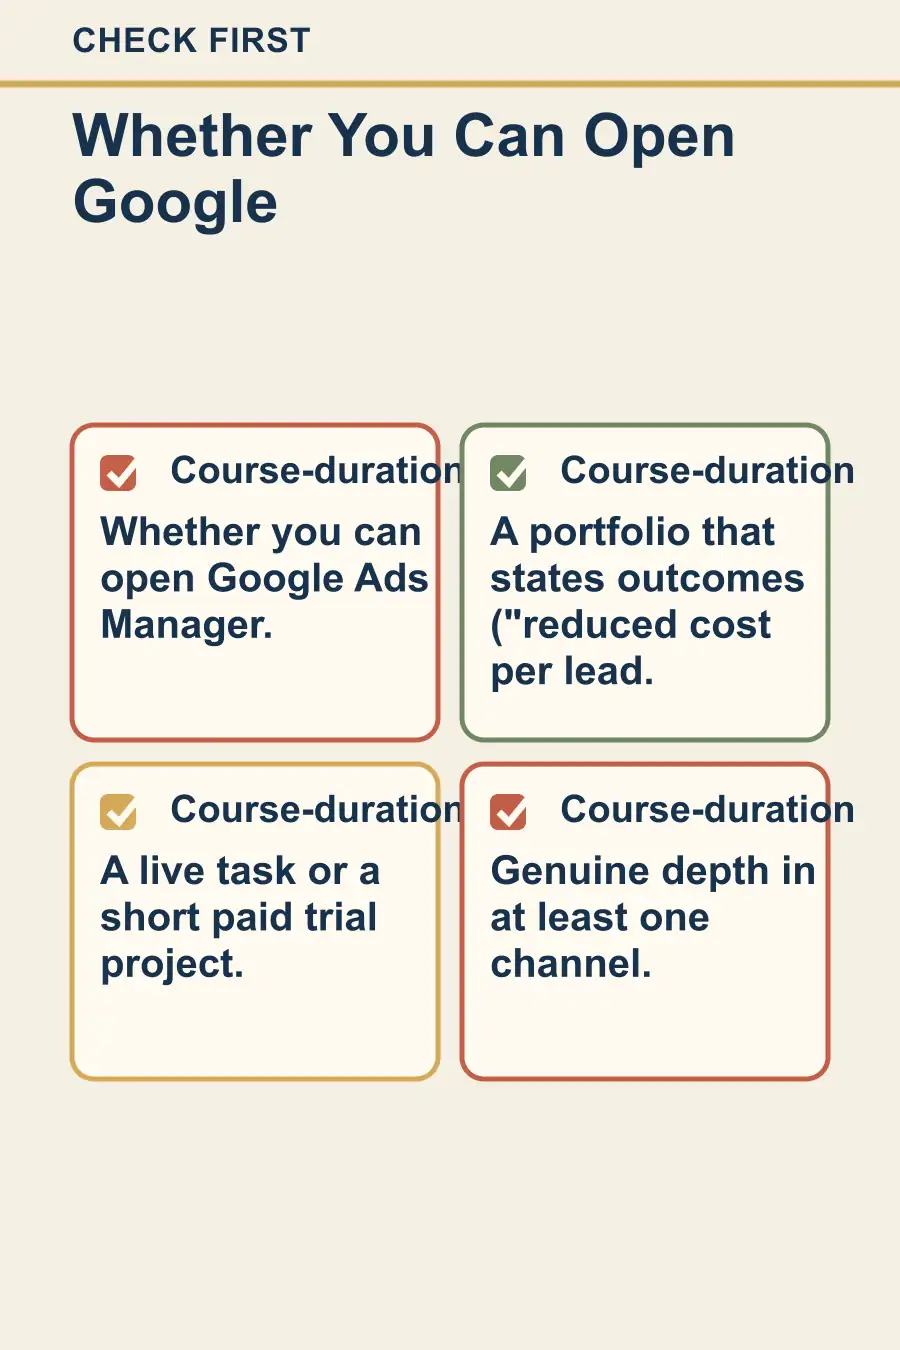 CHECK FIRST
Whether You Can Open
Google
Course-duration
Whether you can
open Google Ads
Manager.
Course-duration
A portfolio that
states outcomes
("reduced cost
per lead.
Course-duration
A live task or a
short paid trial
project.
Course-duration
Genuine depth in
at least one
channel.